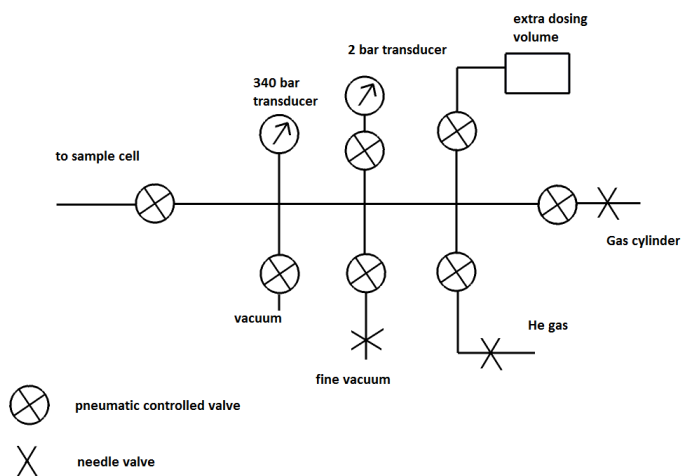 extra dosing
volume
2 bar transducer
340 bar
transducer
to sample cell
Gas cylinder
vacuum
He gas
fine vacuum
pneumatic controlled valve
needle valve